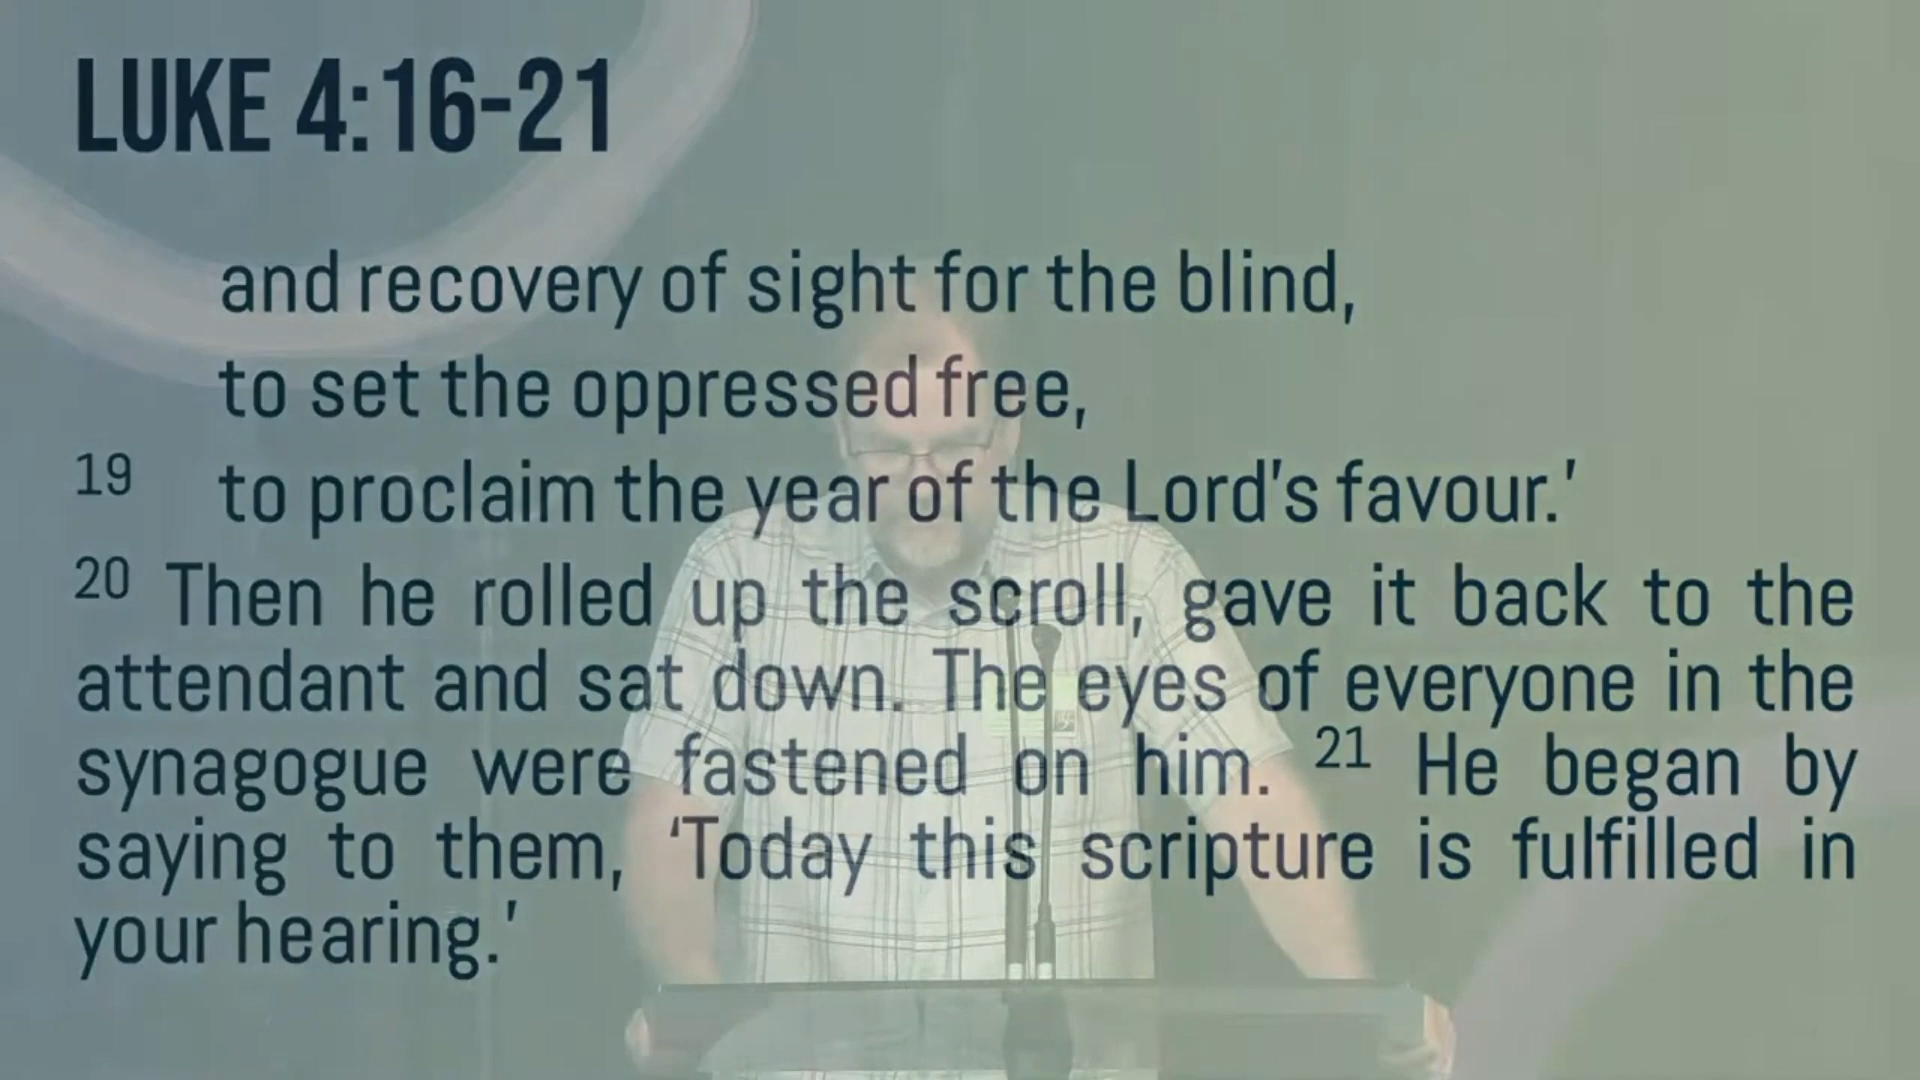 LUKE 4:16-21
and recovery of sight for the blind,
to set the oppressed free,
19 to proclaim the year of the Lord's favour.'
20 Then he rolled up the scroll, gave it back to the
attendant and sat down. The eyes of everyone in the
synagogue were fastened on him. 21 He began by
saying to them, ‘Today this scripture is fulfilled in
your hearing.'